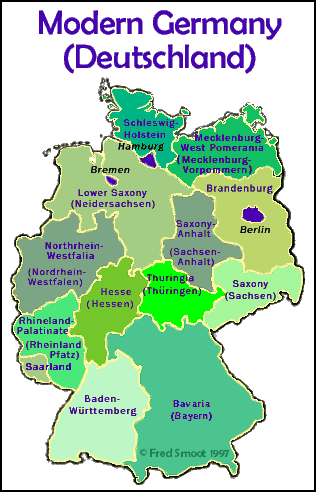 Modern Germany
(Deutschland)
Schleswig-
Holstein
Hamburg
Mecklenburg-
West Pomerania
(Mecklenburg-
Vorpommern)
Bremen
Lower Saxony
(Neidersachsen)
Brandenburg
Berlin
Saxony-
Anhalt
(Sachsen-
Anhalt)
Northrhein-
Westfalia
(Nordrhein-
Westfalen)
Hesse
(Hessen)
Thuringia
(Thüringen)
Saxony
(Sachsen)
Rhineland-
Palatinate
(Rheinland
Pfatz)
Saarland
Baden-
Württemberg
Bavaria
(Bayern)
© Fred Smoot 1997